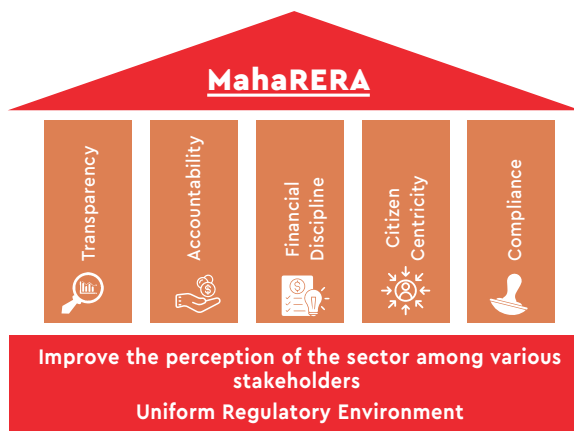 MahaRERA
Transparency
Accountability
Financial
Discipline
Citizen
Centricity
Compliance
Improve the perception of the sector among various
stakeholders
Uniform Regulatory Environment